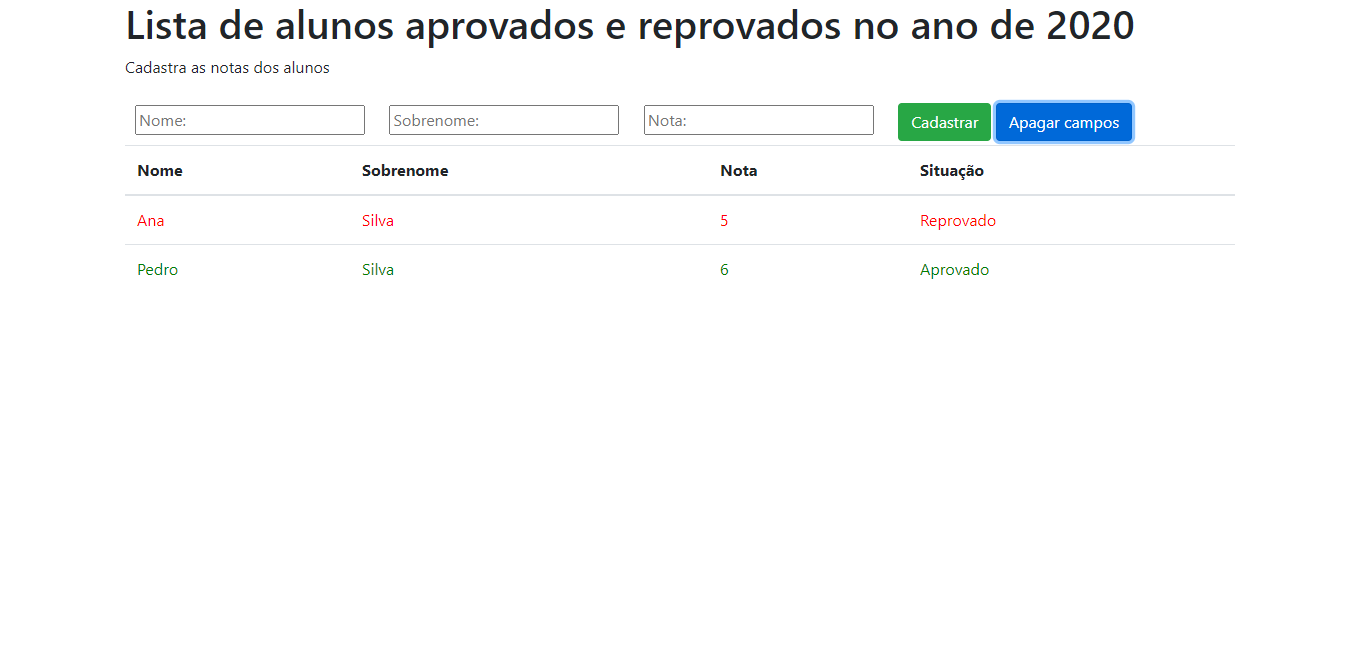 Lista de alunos aprovados e reprovados no ano de 2020
Cadastra as notas dos alunos
Nome: Sobrenome: Nota: Cadastrar Apagar campos
Nome Sobrenome Nota Situação
Ana Silva 5 Reprovado
Pedro Silva 6 Aprovado